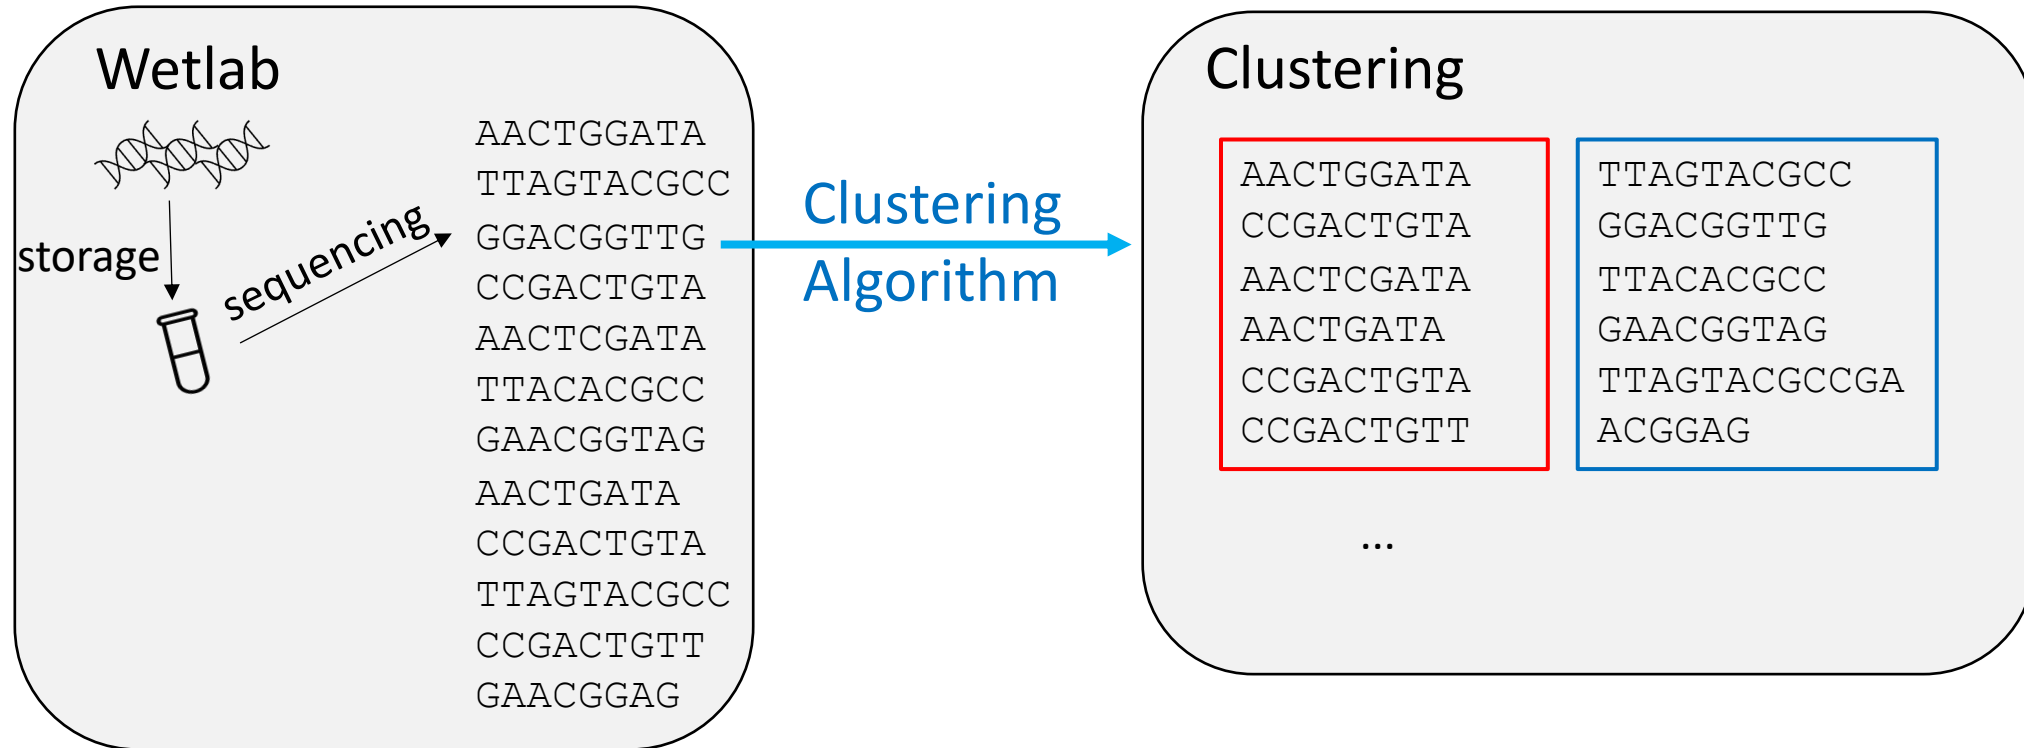 Wetlab
storage
sequencing
AACTGGATA
TTAGTACGCC
GGACGGTTG
CCGACTGTA
AACTCGATA
TTACACGCC
GAACGGTAG
AACTGATA
CCGACTGTA
TTAGTACGCC
CCGACTGTT
GAACGGAG
Clustering
Algorithm
Clustering
AACTGGATA
CCGACTGTA
AACTCGATA
AACTGATA
CCGACTGTA
CCGACTGTT
TTAGTACGCC
GGACGGTTG
TTACACGCC
GAACGGTAG
TTAGTACGCCGA
ACGGAG
...